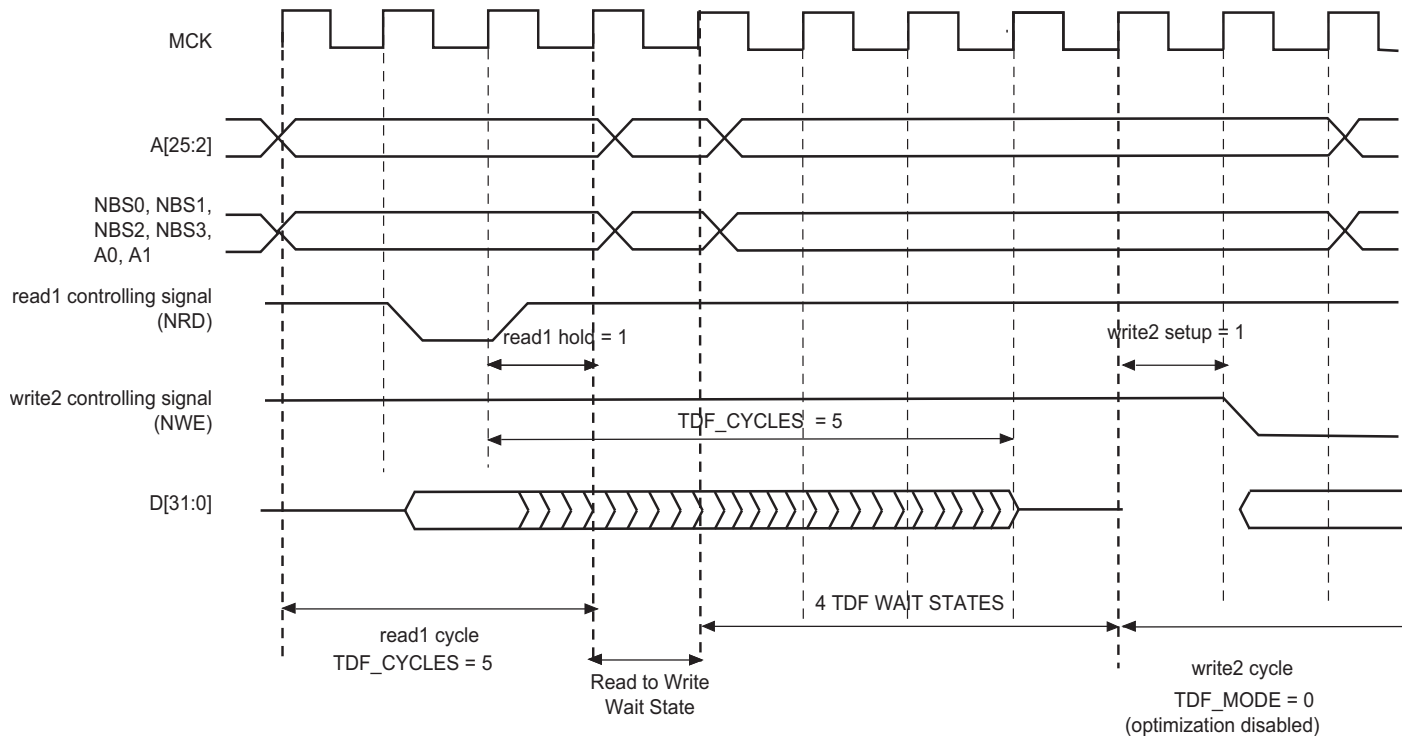 MCK
A[25:2]
NBS0, NBS1,
NBS2, NBS3,
A0, A1
read1 controlling signal
(NRD)
read1 hold = 1
write2 setup = 1
write2 controlling signal
(NWE)
TDF_CYCLES = 5
D[31:0]
4 TDF WAIT STATES
read1 cycle
TDF_CYCLES = 5
Read to Write
Wait State
write2 cycle
TDF_MODE = 0
(optimization disabled)